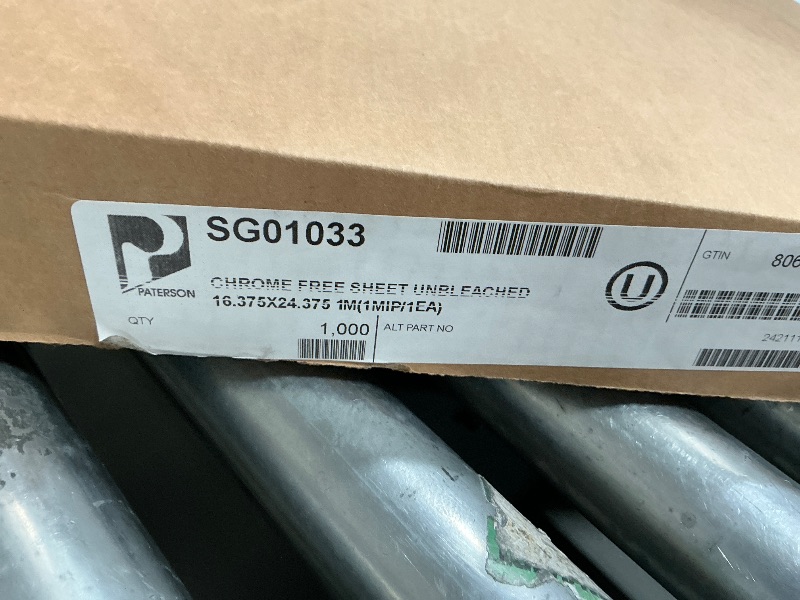 SG01033
PATERSON
CHROME FREE SHEET UNBLEACHED
16.375X24.375 1M(1MIP/1EA)
QTY
1,000
ALT PART NO
U
GTIN
806
242111